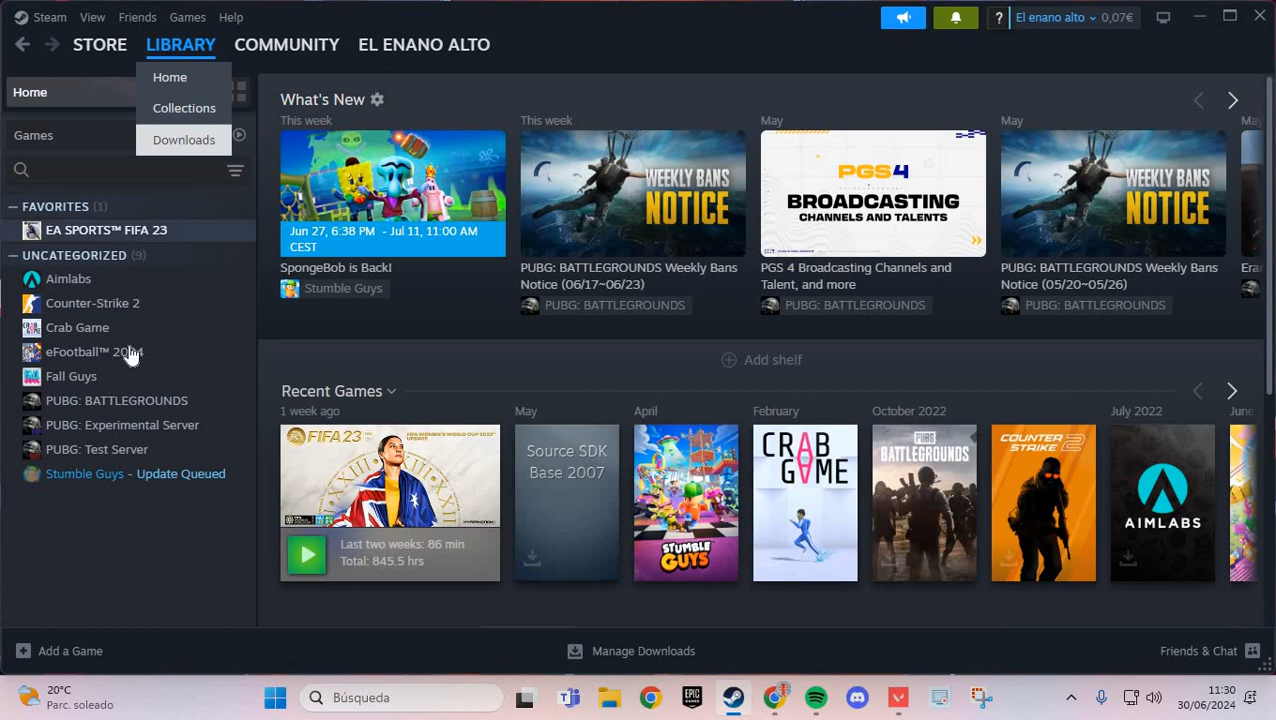 Steam View Friends Games Help
? El enano alto 0,07€
STORE LIBRARY COMMUNITY EL ENANO ALTO
Home
Home
Collections
Games
Downloads
FAVORITES (1)
EA SPORTS™ FIFA 23
UNCATEGORIZED (9)
Aimlabs
Counter-Strike 2
Crab Game
eFootball™
Fall Guys
PUBG: BATTLEGROUNDS
PUBG: Experimental Server
PUBG: Test Server
Stumble Guys - Update Queued
What's New
This week
This week
May
May
Jun 27, 6:38 PM - Jul 11, 11:00 AM
CEST
SpongeBob is Back!
Stumble Guys
WEEKLY BANS
NOTICE
PUBG: BATTLEGROUNDS Weekly Bans
Notice (06/17~06/23)
PUBG: BATTLEGROUNDS
PGS4
BROADCASTING
CHANNELS AND TALENTS
PGS 4 Broadcasting Channels and
Talent, and more
PUBG: BATTLEGROUNDS
WEEKLY BANS
NOTICE
PUBG: BATTLEGROUNDS Weekly Bans
Notice (05/20~05/26)
PUBG: BATTLEGROUNDS
Add shelf
Recent Games
1 week ago
May
April
February
October 2022
July 2022
June
FIFA 23
Last two weeks: 86 min
Total: 845.5 hrs
Source SDK
Base 2007
STUMBLE
GUYS
CRAB
GAME
PUBG
BATTLEGROUNDS
COUNTER
STRIKE 2
AIMLABS
Add a Game
Manage Downloads
Friends & Chat
20°C
Parc. soleado
Búsqueda
EPIC
GAMES
11:30
30/06/2024